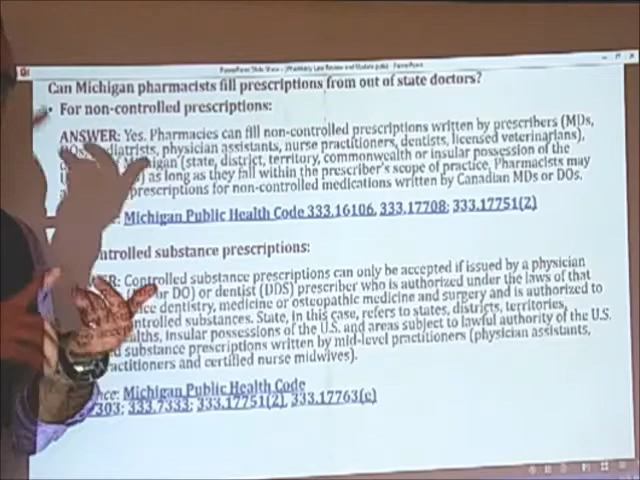 PowerPoint Slide Show - [Pharmacy Law Review and Update.pptx] - PowerPoint
Can Michigan pharmacists fill prescriptions from out of state doctors?
• For non-controlled prescriptions:
ANSWER: Yes. Pharmacies can fill non-controlled prescriptions written by prescribers (MDs,
physician assistants, nurse practitioners, dentists, licensed veterinarians),
(state, district, territory, commonwealth or insular possession of the
as long as they fall within the prescriber's scope of practice, Pharmacists may
prescriptions for non-controlled medications written by Canadian MDs or DOs.
Michigan Public Health Code 333.16106, 333.17708; 333.17751(2)
substance prescriptions:
Controlled substance prescriptions can only be accepted if issued by a physician
or DO) or dentist (DDS) prescriber who is authorized under the laws of that
dentistry, medicine or osteopathic medicine and surgery and is authorized to
substances. State, in this case, refers to states, districts, territories,
insular possessions of the U.S. and areas subject to lawful authority of the U.S.
substance prescriptions written by mid-level practitioners (physician assistants,
and certified nurse midwives).
Michigan Public Health Code
333.7333; 333.17751(2), 333.17763(e)